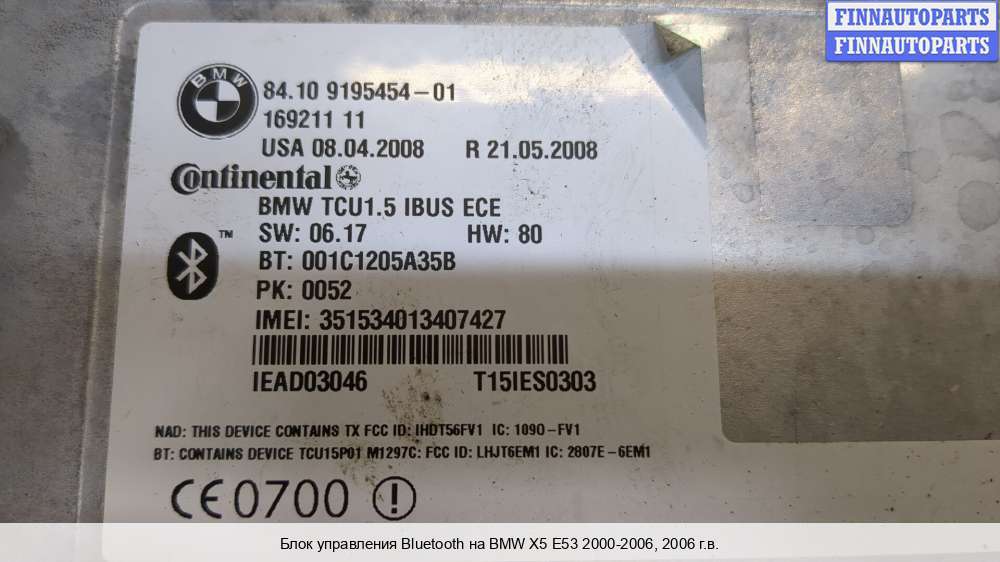 FINNAUTOPARTS
FINNAUTOPARTS
BMW
84.10 9195454-01
169211 11
USA 08.04.2008 R 21.05.2008
Continental
BMW TCU1.5 IBUS ECE
™
SW: 06.17 HW: 80
BT: 001C1205A35B
PK: 0052
IMEI: 351534013407427
IEAD03046 T15IES0303
NAD: THIS DEVICE CONTAINS TX FCC ID: IHDT56FV1 IC: 109O-FV1
BT: CONTAINS DEVICE TCU15P01 M1297C: FCC ID: LHJT6EM1 IC: 2807E-6EM1
CE0700 !
Блок управления Bluetooth на BMW X5 E53 2000-2006, 2006 г.в.